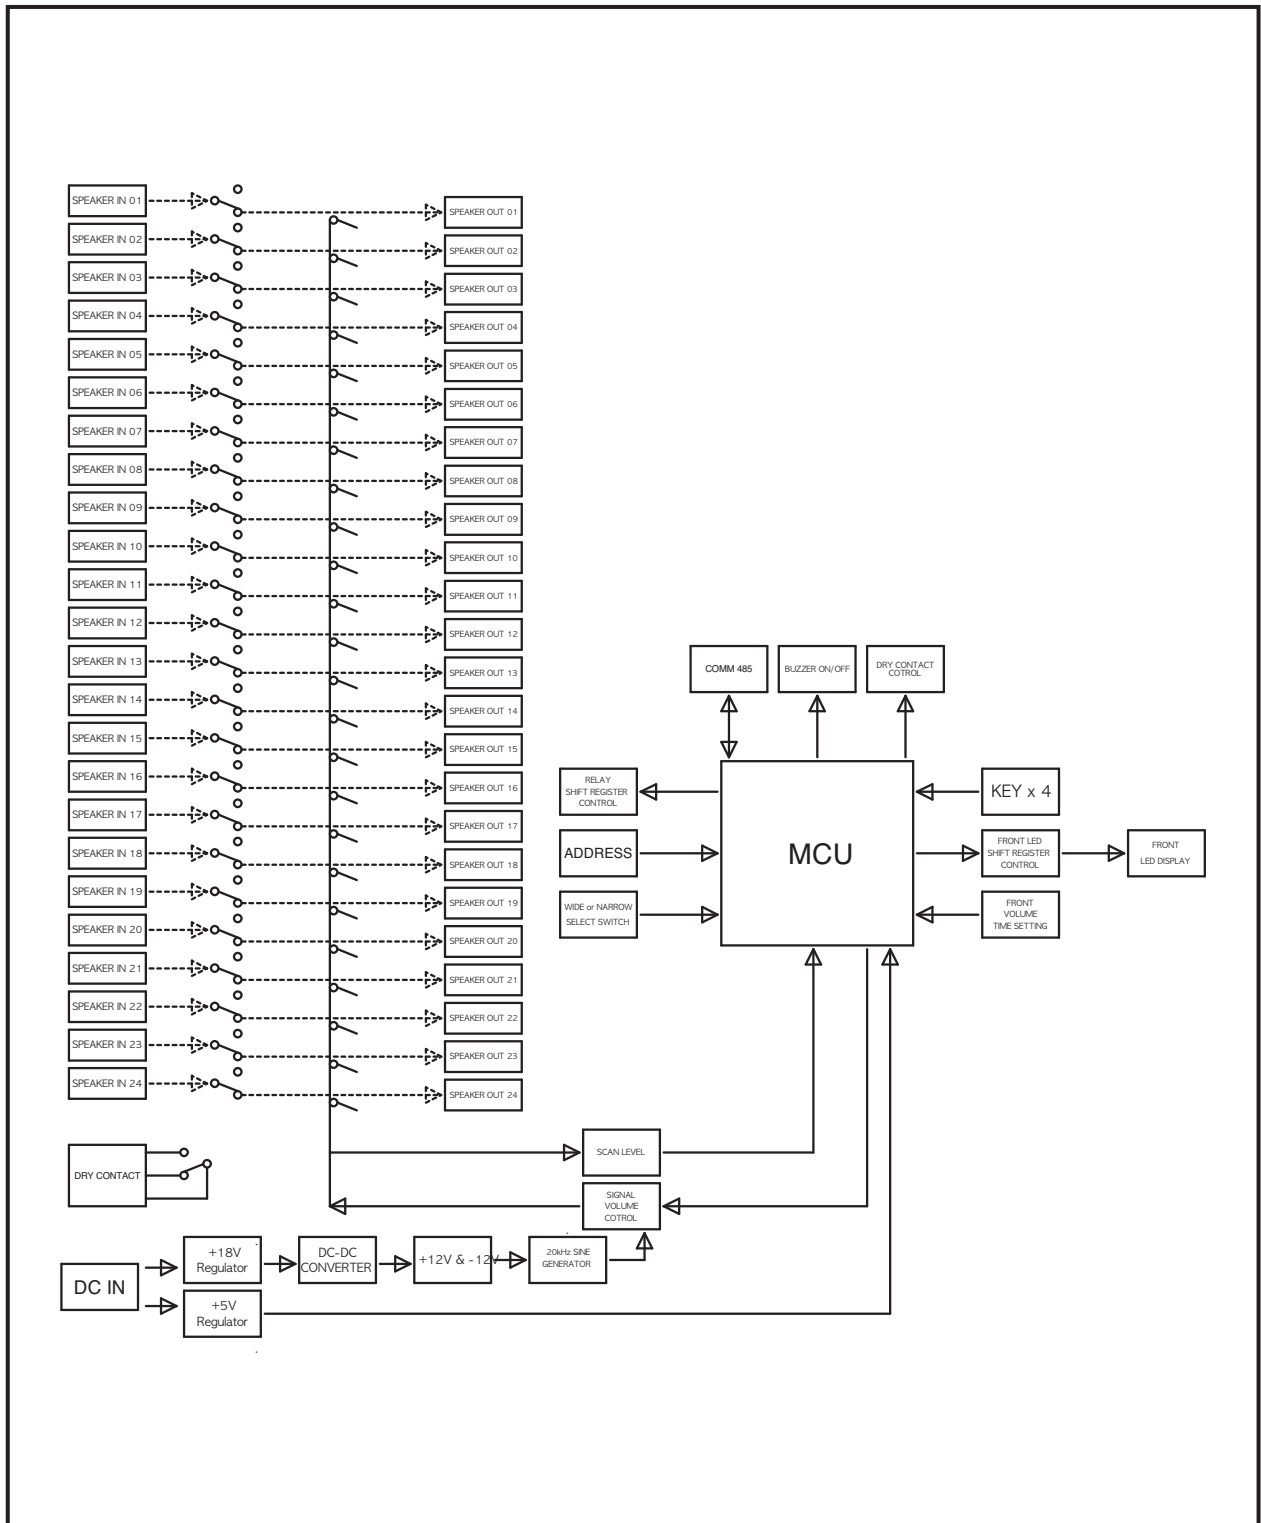 SPEAKER IN 01
SPEAKER OUT 01
SPEAKER IN 02
SPEAKER OUT 02
SPEAKER IN 03
SPEAKER OUT 03
SPEAKER IN 04
SPEAKER OUT 04
SPEAKER IN 05
SPEAKER OUT 05
SPEAKER IN 06
SPEAKER OUT 06
SPEAKER IN 07
SPEAKER OUT 07
SPEAKER IN 08
SPEAKER OUT 08
SPEAKER IN 09
SPEAKER OUT 09
SPEAKER IN 10
SPEAKER OUT 10
SPEAKER IN 11
SPEAKER OUT 11
SPEAKER IN 12
SPEAKER OUT 12
SPEAKER IN 13
SPEAKER OUT 13
SPEAKER IN 14
SPEAKER OUT 14
SPEAKER IN 15
SPEAKER OUT 15
SPEAKER IN 16
SPEAKER OUT 16
SPEAKER IN 17
SPEAKER OUT 17
SPEAKER IN 18
SPEAKER OUT 18
SPEAKER IN 19
SPEAKER OUT 19
SPEAKER IN 20
SPEAKER OUT 20
SPEAKER IN 21
SPEAKER OUT 21
SPEAKER IN 22
SPEAKER OUT 22
SPEAKER IN 23
SPEAKER OUT 23
SPEAKER IN 24
SPEAKER OUT 24
COMM 485
BUZZER ON/OFF
DRY CONTACT
COTROL
RELAY
SHIFT REGISTER
CONTROL
KEY x 4
ADDRESS
MCU
FRONT LED
SHIFT REGISTER
CONTROL
FRONT
LED DISPLAY
WIDE or NARROW
SELECT SWITCH
FRONT
VOLUME
TIME SETTING
DRY CONTACT
SCAN LEVEL
SIGNAL
VOLUME
COTROL
DC IN
+18V
Regulator
DC-DC
CONVERTER
+12V & -12V
20kHz SINE
GENERATOR
+5V
Regulator